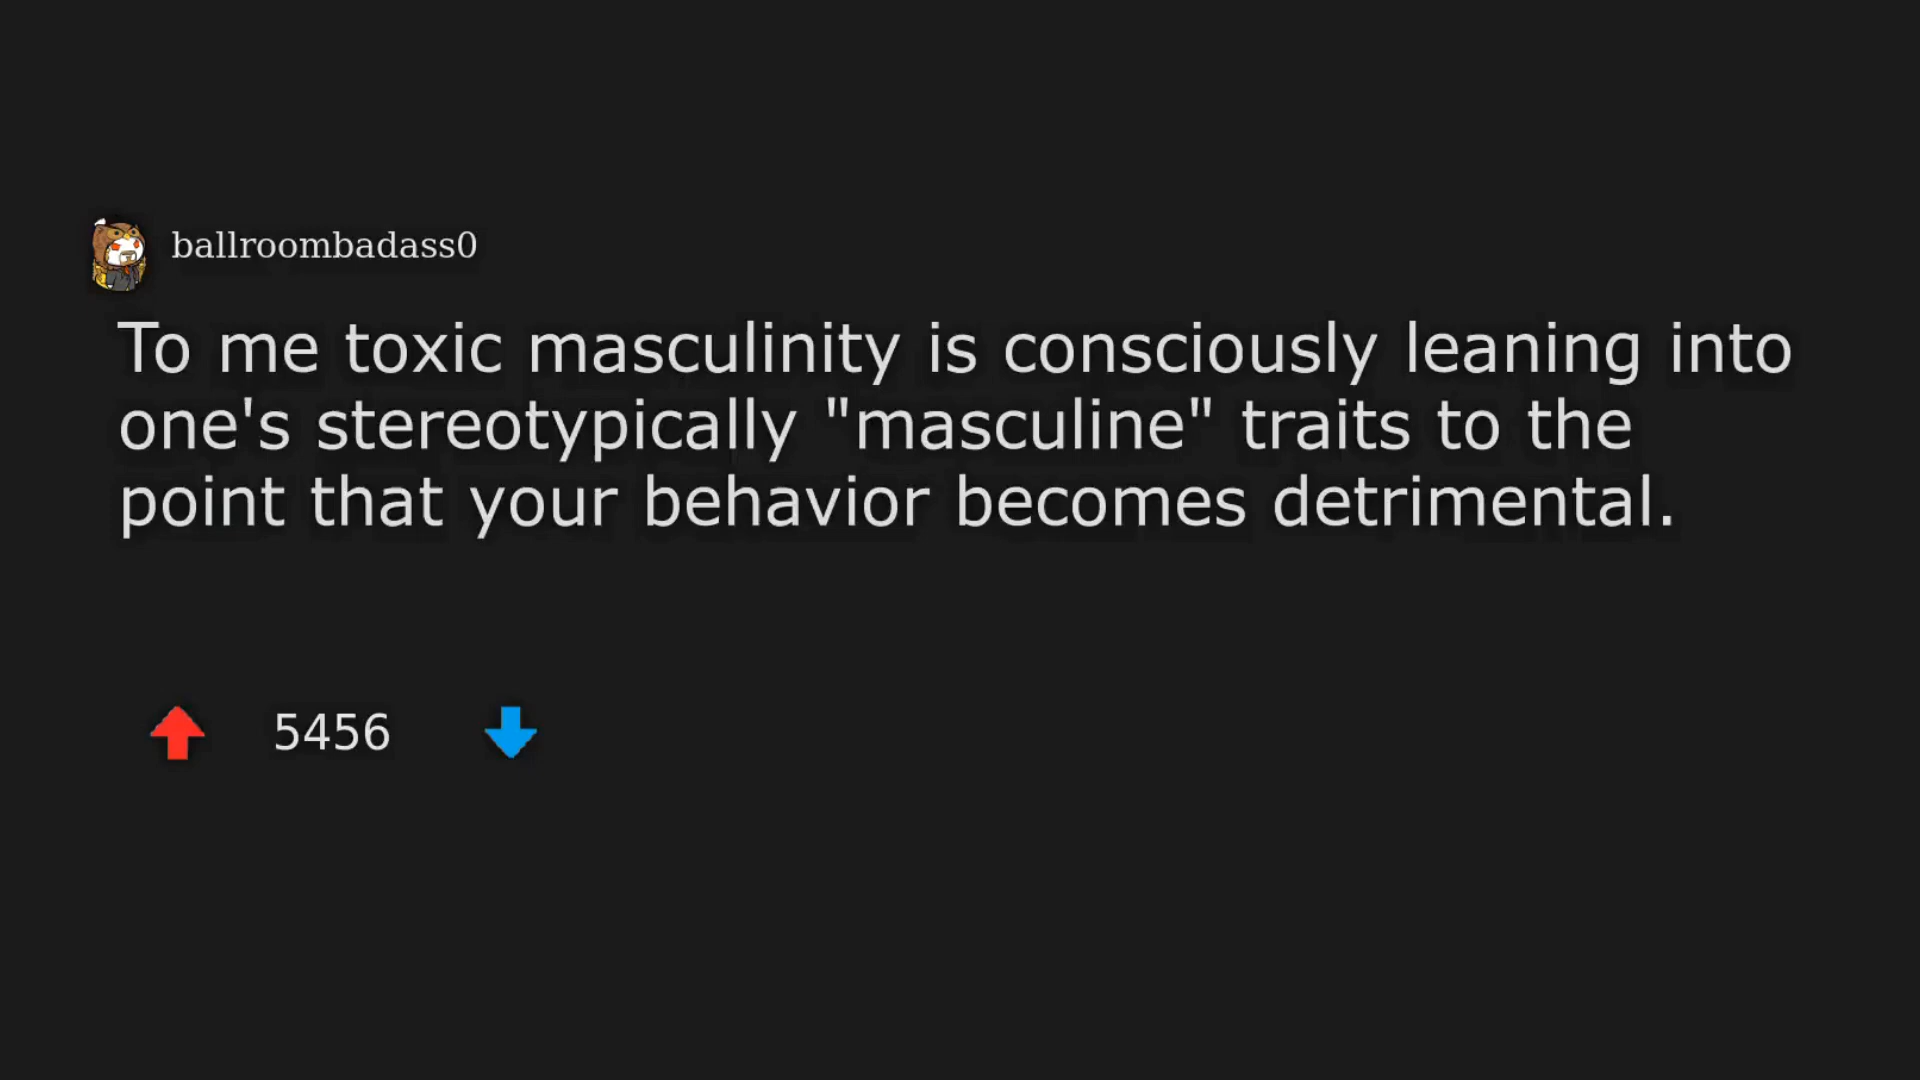 ballroombadass0
To me toxic masculinity is consciously leaning into
one's stereotypically "masculine" traits to the
point that your behavior becomes detrimental.
5456